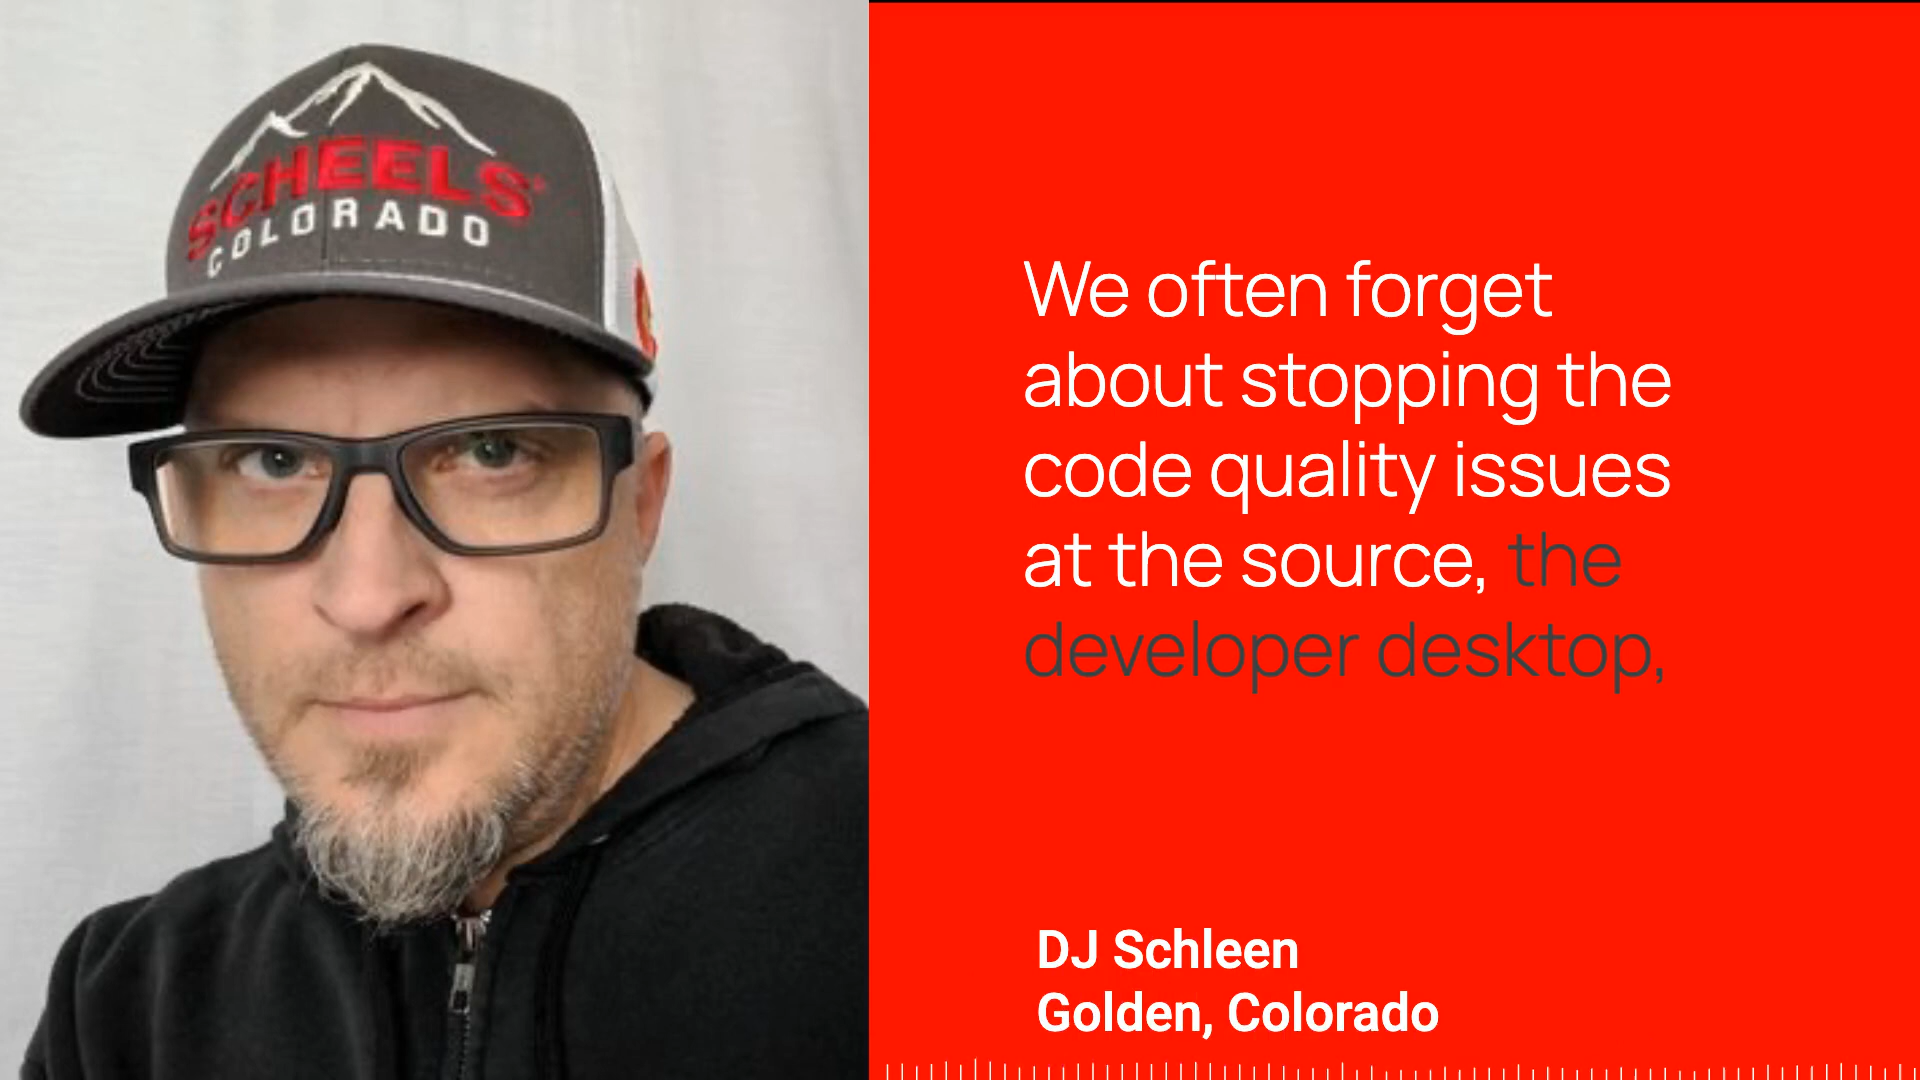 SCHEELS
COLORADO
We often forget
about stopping the
code quality issues
at the source, the
developer desktop,
DJ Schleen
Golden, Colorado